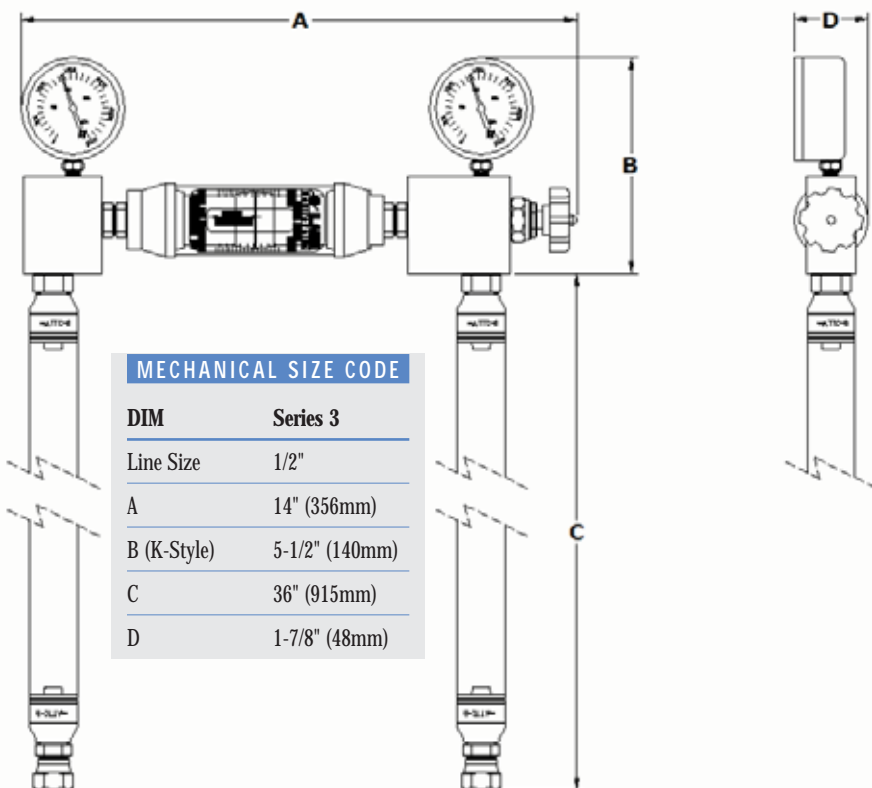 A
D
B
MECHANICAL SIZE CODE
DIM Series 3
Line Size 1/2"
A 14" (356mm)
B (K-Style) 5-1/2" (140mm)
C 36" (915mm)
D 1-7/8" (48mm)
C